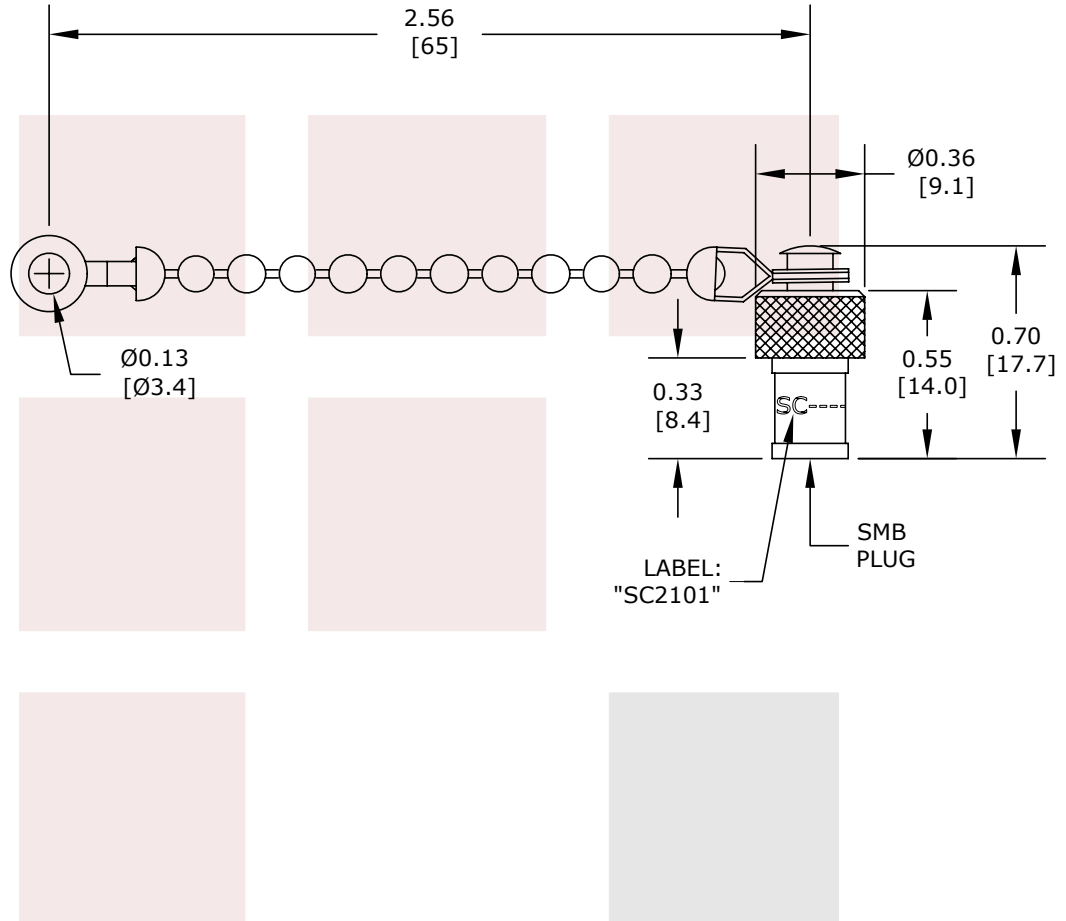 2.56
[65]
Ø0.36
[9.1]
Ø0.13
[Ø3.4]
0.33
[8.4]
0.55
[14.0]
0.70
[17.7]
SC----
SMB
PLUG
LABEL:
"SC2101"